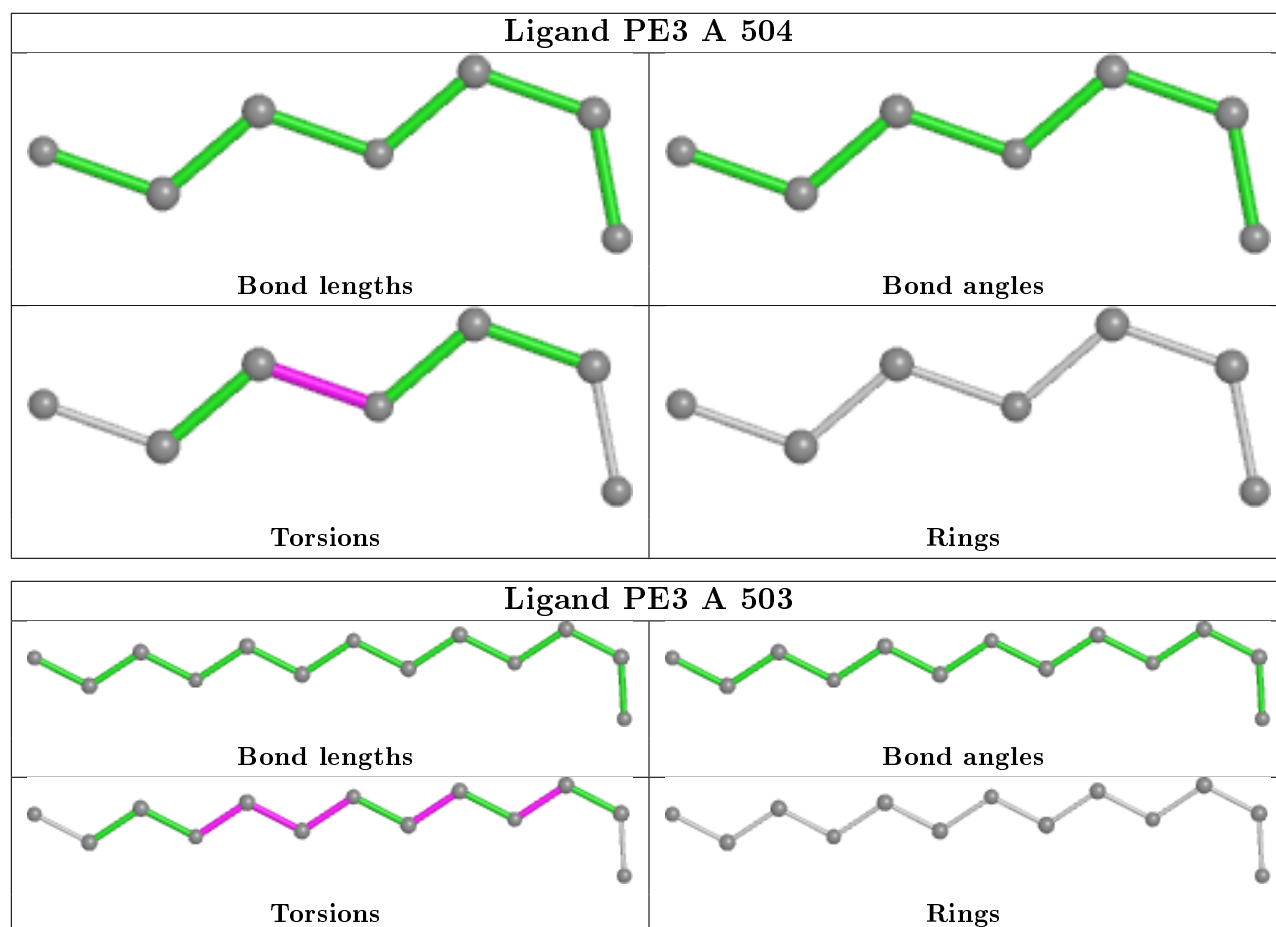 Ligand PE3 A 504
Bond lengths
Bond angles
Torsions
Rings
Ligand PE3 A 503
Bond lengths
Bond angles
Torsions
Rings